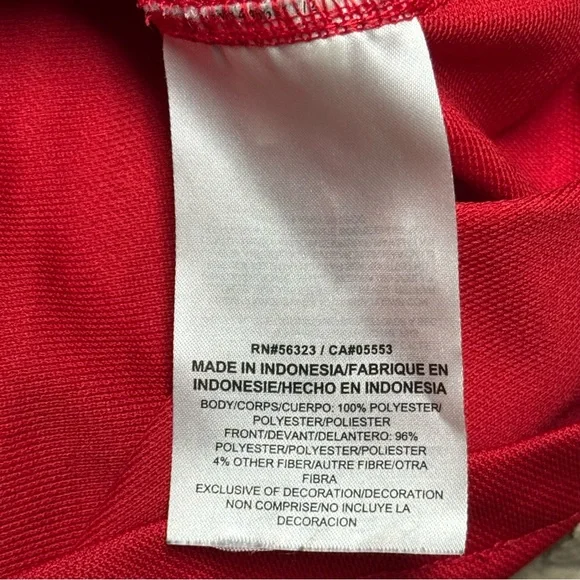 RN#56323 / CA#05553
MADE IN INDONESIA/FABRIQUE EN
INDONESIE/HECHO EN INDONESIA
BODY/CORPS/CUERPO: 100% POLYESTER/
POLYESTER/POLIESTER
FRONT/DEVANT/DELANTERO: 96%
POLYESTER/POLYESTER/POLIESTER
4% OTHER FIBER/AUTRE FIBRE/OTRA
FIBRA
EXCLUSIVE OF DECORATION/DECORATION
NON COMPRISE/NO INCLUYE LA
DECORACION